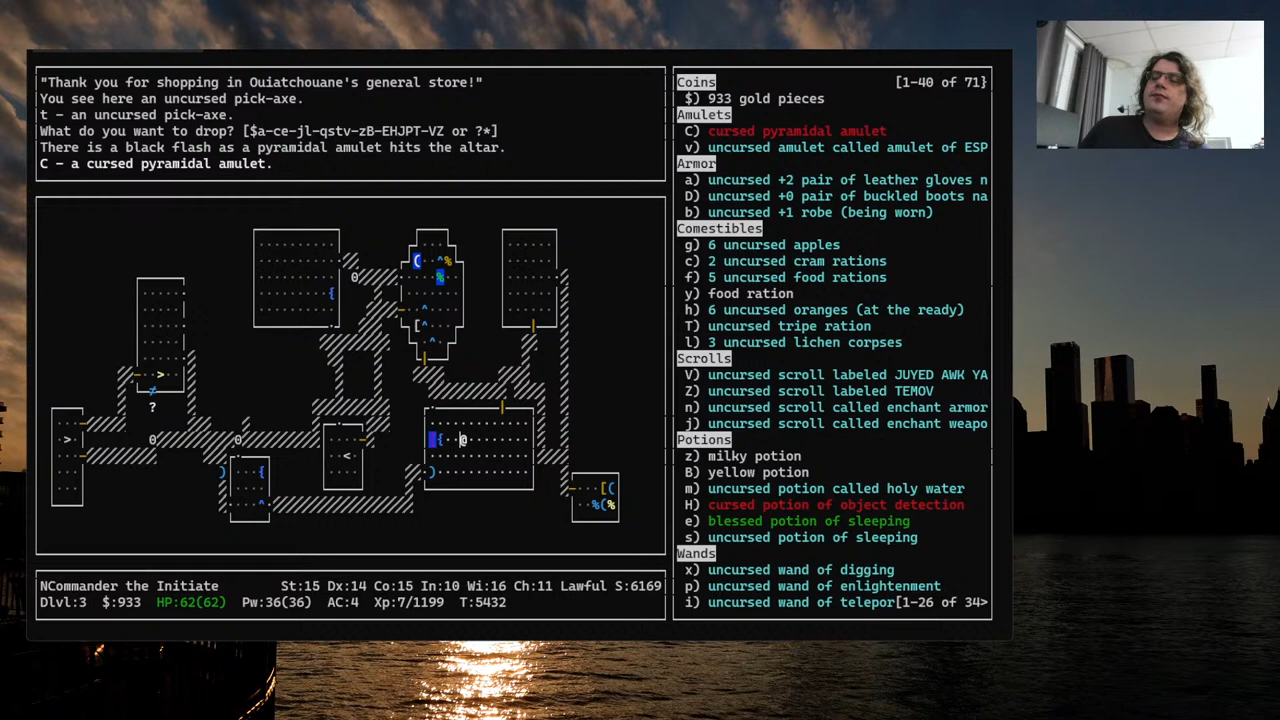 "Thank you for shopping in Ouiatchouane's general store!"
You see here an uncursed pick-axe.
t - an uncursed pick-axe.
What do you want to drop? [$a-ce-jl-qstv-zB-EHJPT-VZ or ?*]
There is a black flash as a pyramidal amulet hits the altar.
C - a cursed pyramidal amulet.
Coins [1-40 of 71}
$) 933 gold pieces
Amulets
C) cursed pyramidal amulet
v) uncursed amulet called amulet of ESP
Armor
a) uncursed +2 pair of leather gloves n
D) uncursed +0 pair of buckled boots na
b) uncursed +1 robe (being worn)
Comestibles
g) 6 uncursed apples
c) 2 uncursed cram rations
f) 5 uncursed food rations
y) food ration
h) 6 uncursed oranges (at the ready)
T) uncursed tripe ration
l) 3 uncursed lichen corpses
Scrolls
V) uncursed scroll labeled JUYED AWK YA
Z) uncursed scroll labeled TEMOV
n) uncursed scroll called enchant armor
j) uncursed scroll called enchant weapo
Potions
z) milky potion
B) yellow potion
m) uncursed potion called holy water
H) cursed potion of object detection
e) blessed potion of sleeping
s) uncursed potion of sleeping
Wands
x) uncursed wand of digging
p) uncursed wand of enlightenment
i) uncursed wand of telepor[1-26 of 34>
NCommander the Initiate St:15 Dx:14 Co:15 In:10 Wi:16 Ch:11 Lawful S:6169
Dlvl:3 $:933 HP:62(62) Pw:36(36) AC:4 Xp:7/1199 T:5432